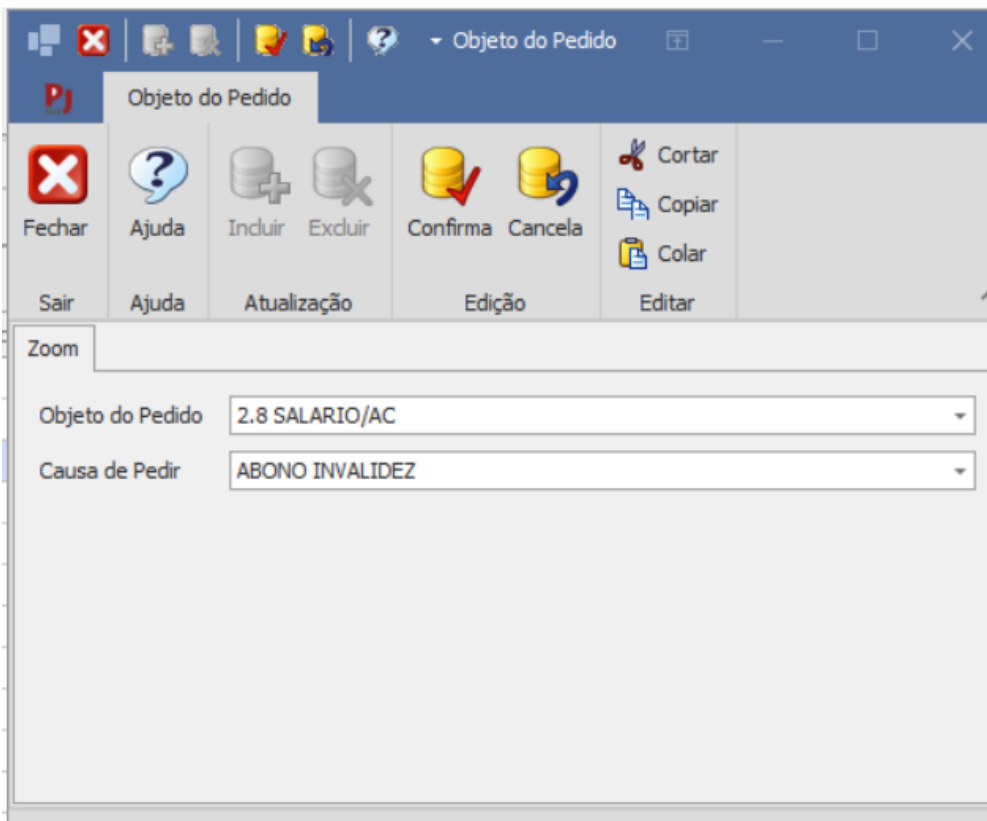 Objeto do Pedido
PJ
Objeto do Pedido
Fechar
Ajuda
Incluir
Excluir
Confirma
Cancela
Cortar
Copiar
Colar
Sair
Ajuda
Atualização
Edição
Editar
Zoom
Objeto do Pedido
2.8 SALARIO/AC
Causa de Pedir
ABONO INVALIDEZ